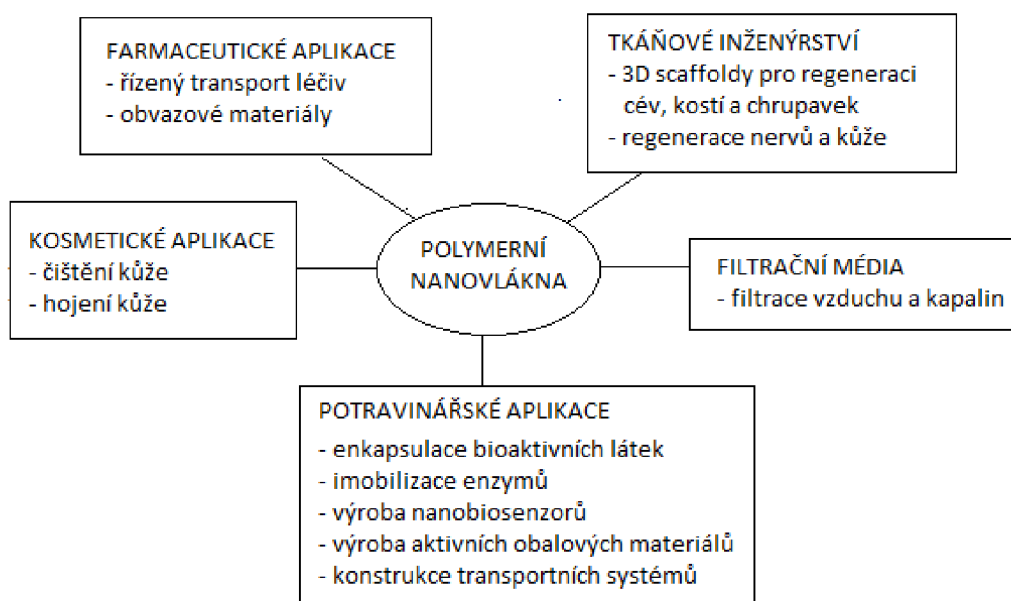 FARMACEUTICKÉ APLIKACE
- řízený transport léčiv
- obvazové materiály
TKÁŇOVÉ INŽENÝRSTVÍ
- 3D scaffoldy pro regeneraci
cév, kostí a chrupavek
- regenerace nervů a kůže
KOSMETICKÉ APLIKACE
- čištění kůže
- hojení kůže
POLYMERNÍ
NANOVLÁKNA
FILTRAČNÍ MÉDIA
- filtrace vzduchu a kapalin
POTRAVINÁŘSKÉ APLIKACE
- enkapsulace bioaktivních látek
- imobilizace enzymů
- výroba nanobiosenzorů
- výroba aktivních obalových materiálů
- konstrukce transportních systémů